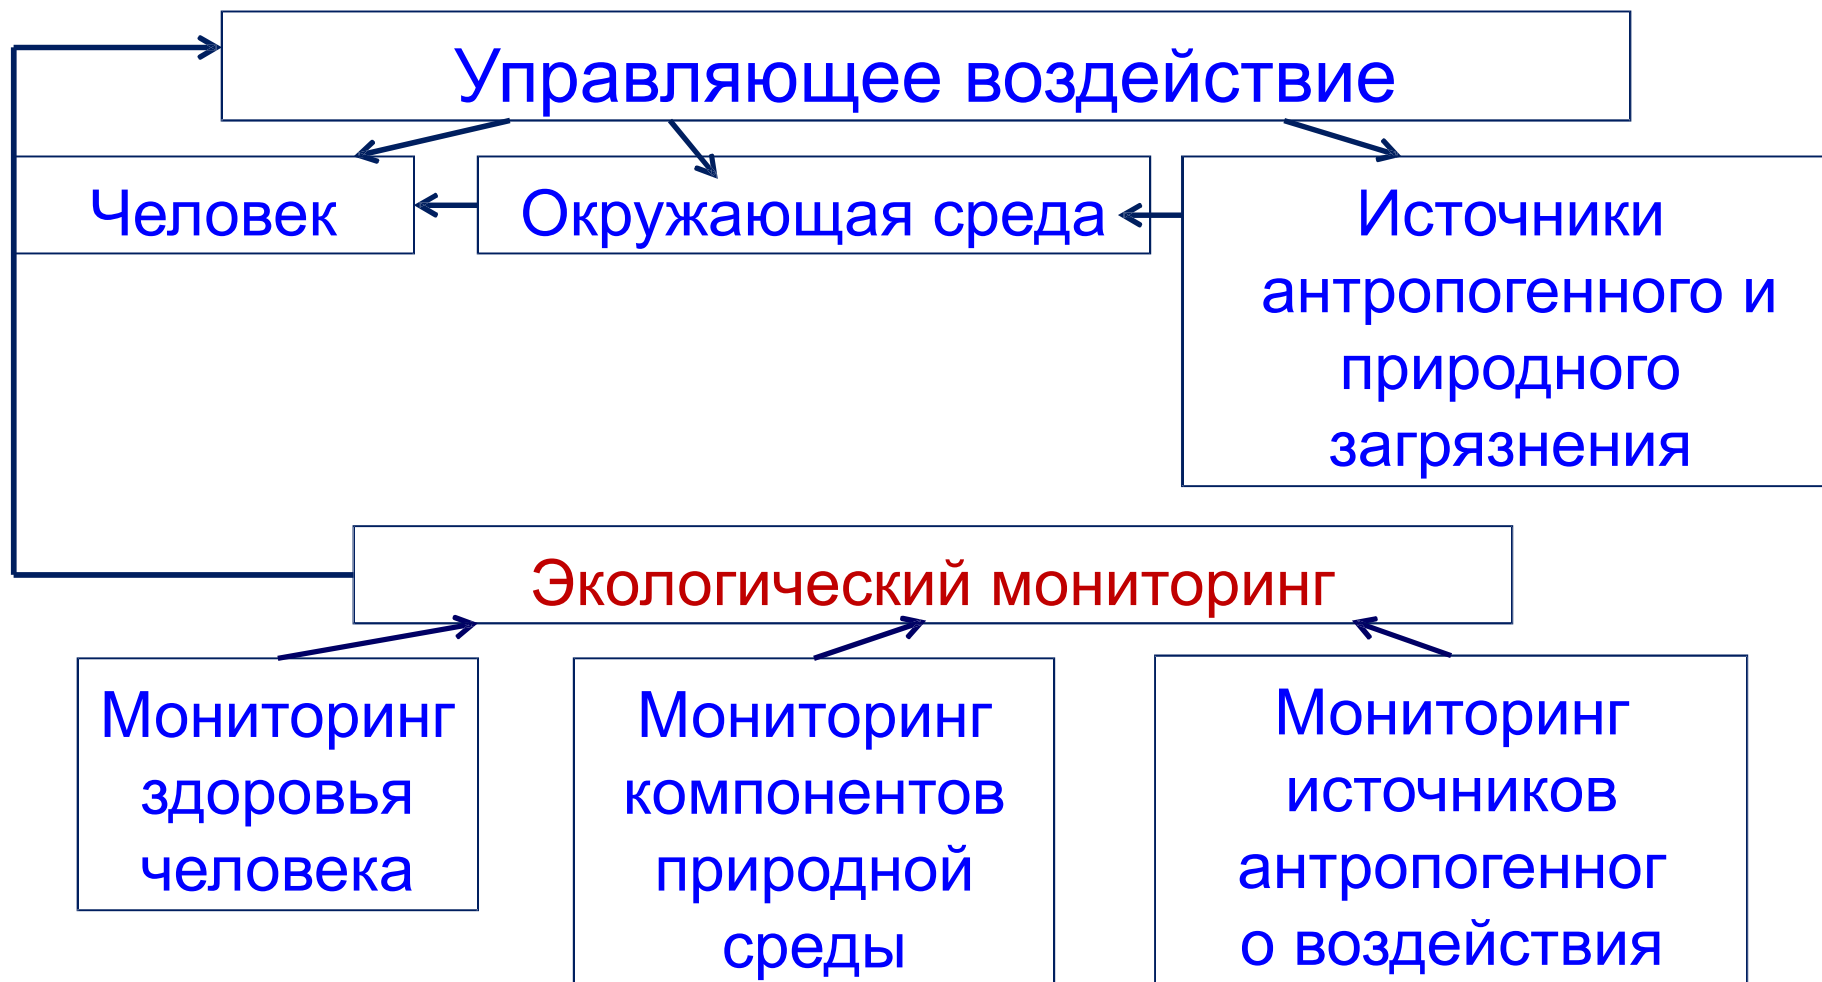 Управляющее воздействие
Человек
Окружающая среда
Источники
антропогенного и
природного
загрязнения
Экологический мониторинг
Мониторинг
здоровья
человека
Мониторинг
компонентов
природной
среды
Мониторинг
источников
антропогенног
о воздействия